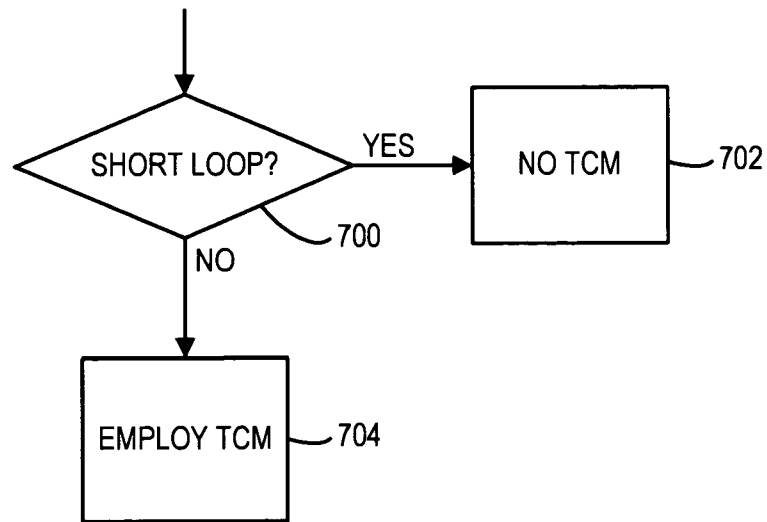 SHORT LOOP?
YES
NO TCM
702
700
NO
EMPLOY TCM
704